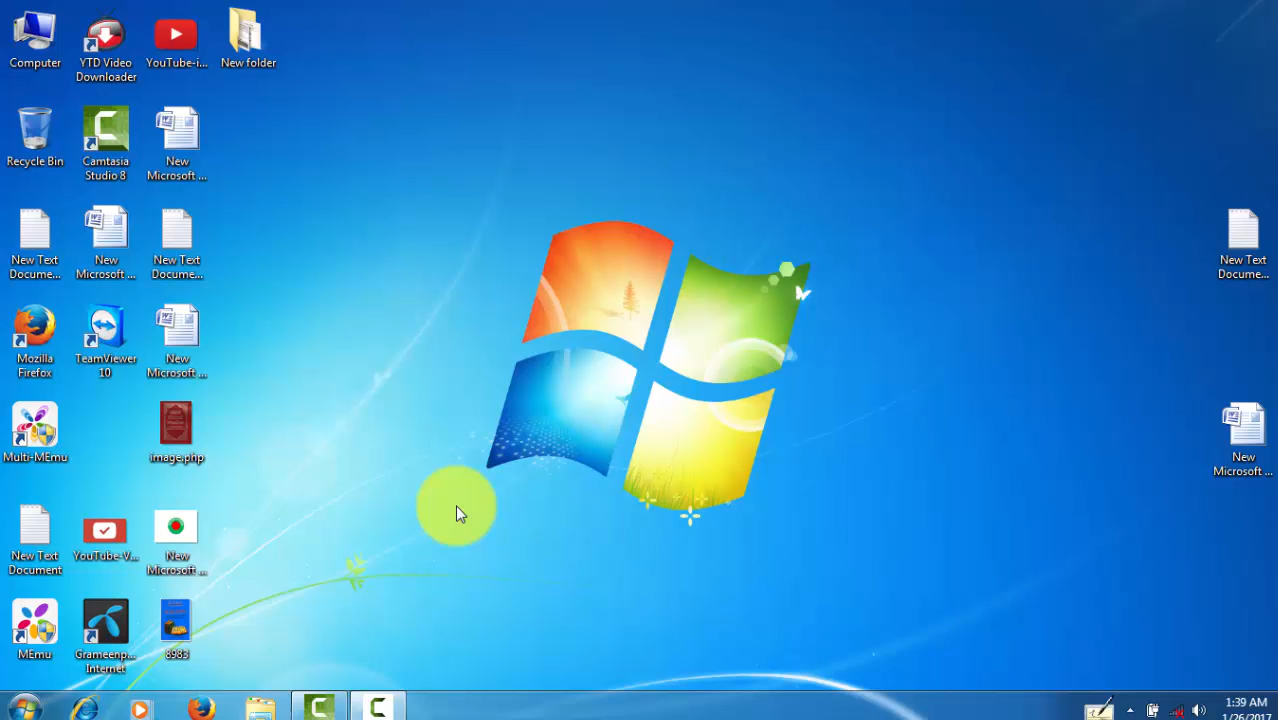 Computer
YTD Video
Downloader
YouTube-i...
New folder
Recycle Bin
Camtasia
Studio 8
New
Microsoft ...
New Text
Docume...
New
Microsoft ...
New Text
Docume...
New Text
Docume...
Mozilla
Firefox
TeamViewer
10
New
Microsoft ...
Multi-MEmu
image.php
New
Microsoft ...
New Text
Document
YouTube-V...
New
Microsoft ...
MEmu
Grameenp...
Internet
8983
1:39 AM
1/26/2017